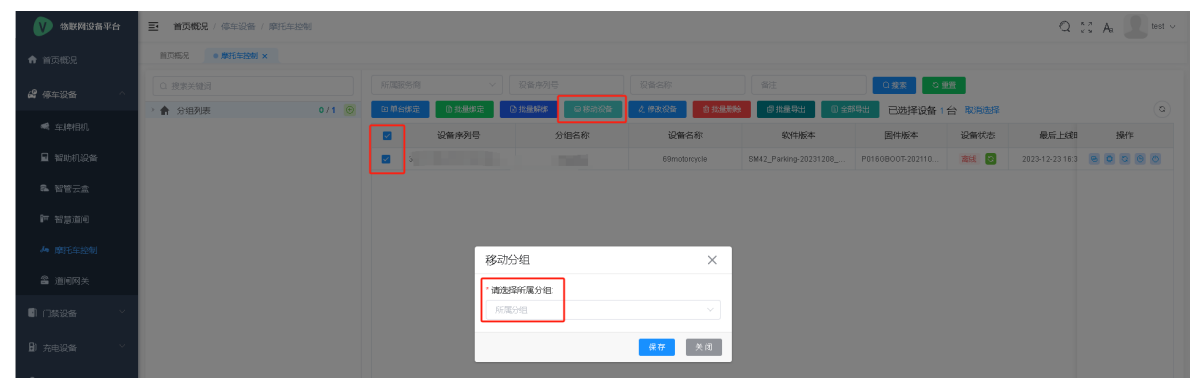 物联网设备平台
首页概况 / 停车设备 / 摩托车控制
test
首页概况
停车设备
车牌相机
智助机设备
智管云盒
智慧道闸
摩托车控制
道闸网关
门禁设备
充电设备
首页概况
摩托车控制 ×
搜索关键词
分组列表 0 / 1
所属服务商 设备序列号 设备名称 备注 搜索 重置
单台绑定 批量绑定 批量解绑 移动设备 修改设备 批量删除 批量导出 全部导出 已选择设备 1 台 取消选择
设备序列号 分组名称 设备名称 软件版本 固件版本 设备状态 最后上线 操作
69motorcycle SM42_Parking-20231208_... P018GBOOT-202110... 离线 2023-12-23 16:3
移动分组
* 请选择所属分组:
所属分组
保存 关闭